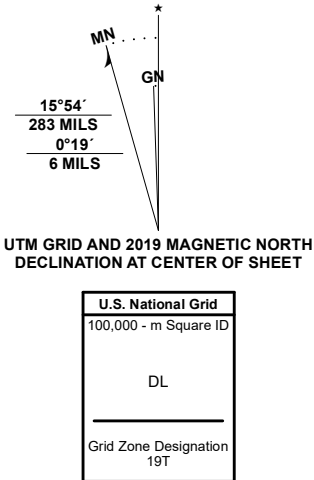 MN
GN
15°54´
283 MILS
0°19´
6 MILS
UTM GRID AND 2019 MAGNETIC NORTH
DECLINATION AT CENTER OF SHEET
U.S. National Grid
100,000 - m Square ID
DL
Grid Zone Designation
19T